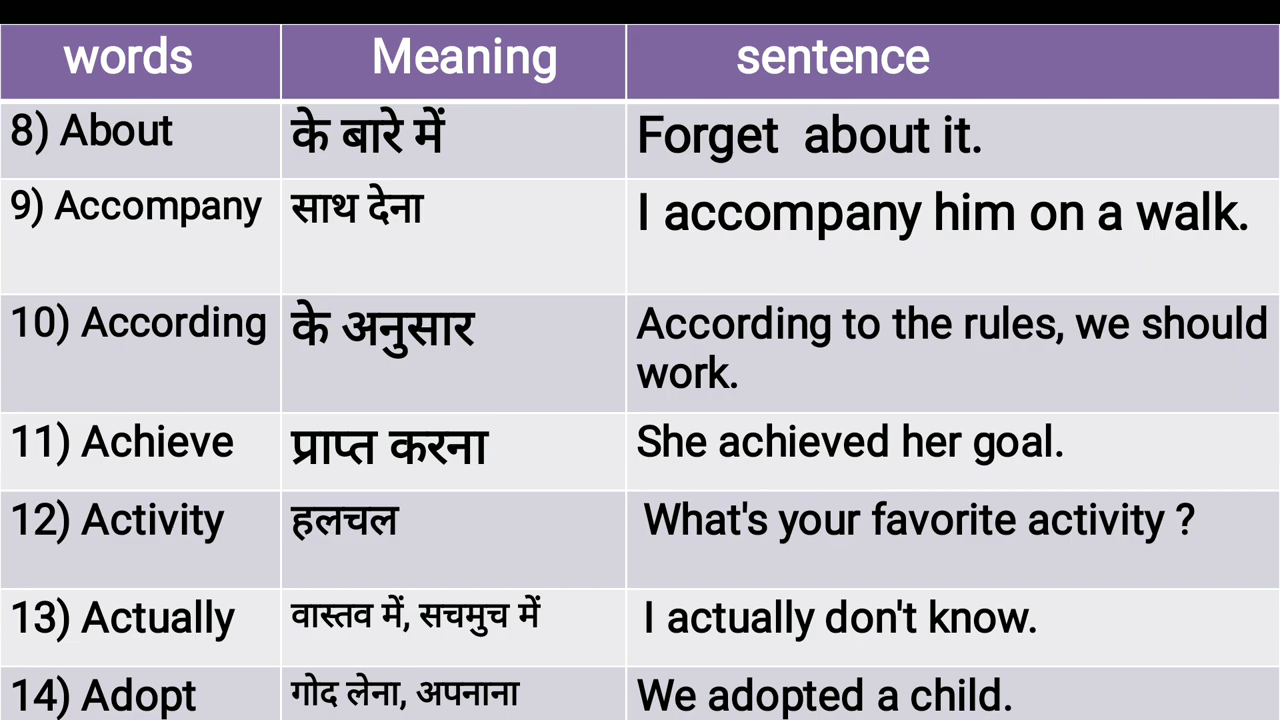 words Meaning sentence
8) About के बारे में Forget about it.
9) Accompany साथ देना I accompany him on a walk.
10) According के अनुसार According to the rules, we should
work.
11) Achieve प्राप्त करना She achieved her goal.
12) Activity हलचल What's your favorite activity ?
13) Actually वास्तव में, सचमुच में I actually don't know.
14) Adopt गोद लेना, अपनाना We adopted a child.